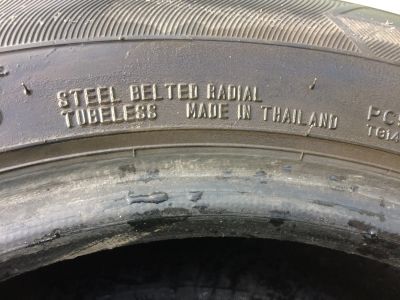 STEEL BELTED RADIAL
TUBELESS MADE IN THAILAND